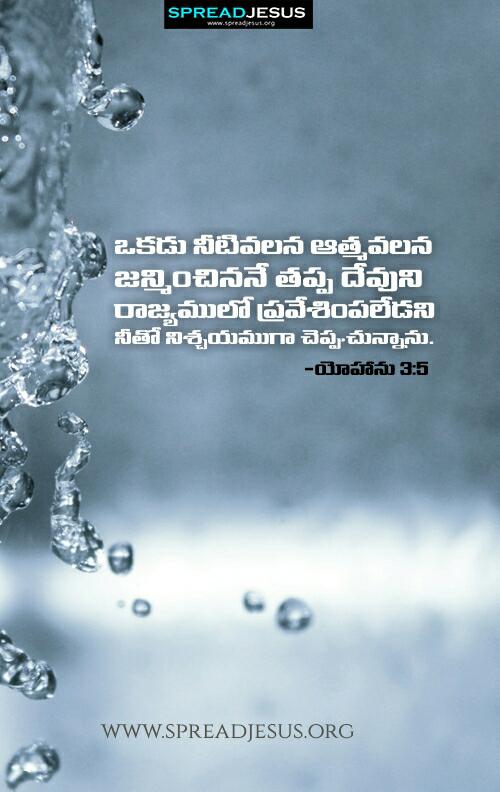 SPREADJESUS
www.spreadjesus.org
ఒకడు నీటివలన ఆత్మవలన
జన్మించిననే తప్ప దేవుని
రాజ్యములో ప్రవేశింపలేడని
నీతో నిశ్చయముగా చెప్పుచున్నాను.
-యోహాను 3:5
WWW.SPREADJESUS.ORG